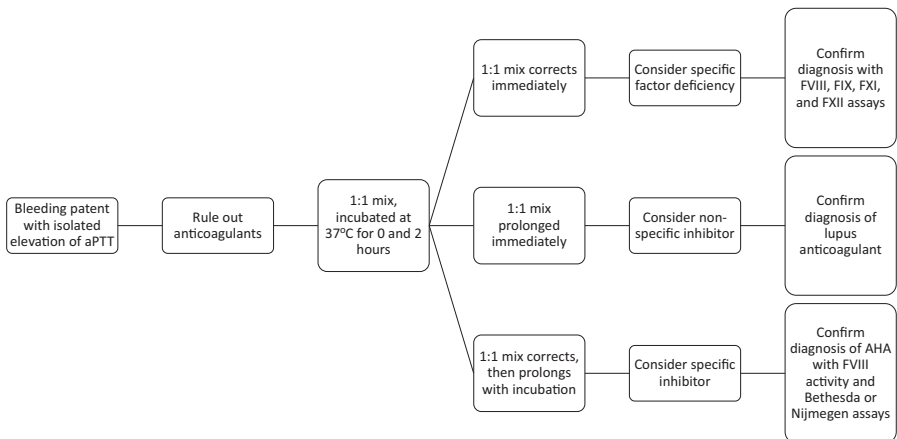 Bleeding patent
with isolated
elevation of aPTT
Rule out
anticoagulants
1:1 mix,
incubated at
37⁰C for 0 and 2
hours
1:1 mix corrects
immediately
Consider specific
factor deficiency
Confirm
diagnosis with
FVIII, FIX, FXI,
and FXII assays
1:1 mix
prolonged
immediately
Consider non-
specific inhibitor
Confirm
diagnosis of
lupus
anticoagulant
1:1 mix corrects,
then prolongs
with incubation
Consider specific
inhibitor
Confirm
diagnosis of AHA
with FVIII
activity and
Bethesda or
Nijmegen assays